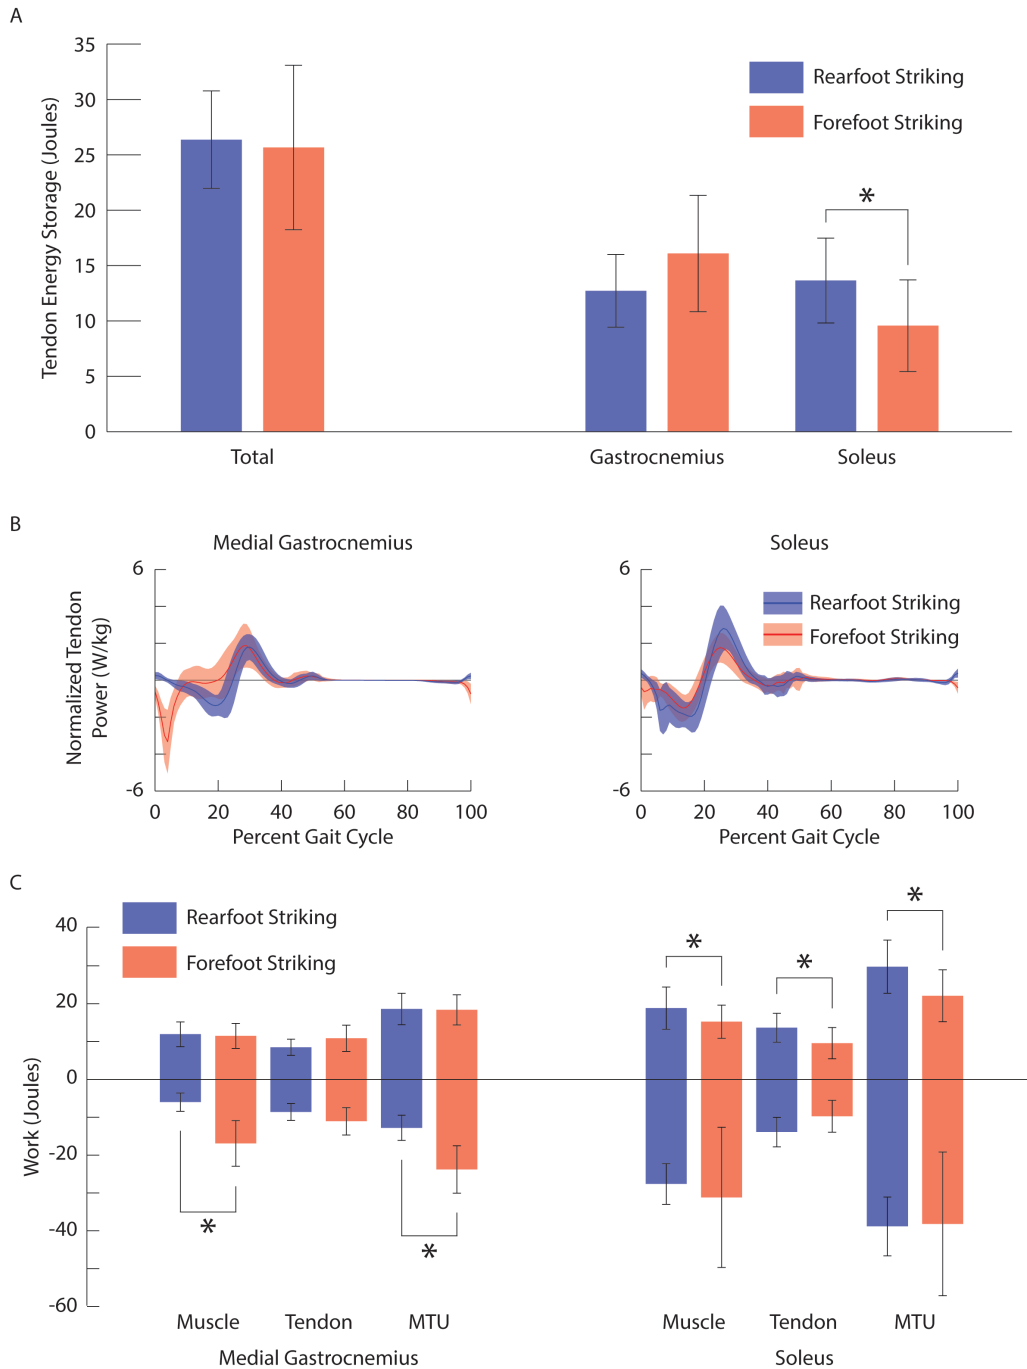 A
35
30
25
20
15
10
5
0
Tendon Energy Storage (Joules)
Rearfoot Striking
Forefoot Striking
*
Total
Gastrocnemius
Soleus
B
Medial Gastrocnemius
Soleus
6
-6
Normalized Tendon
Power (W/kg)
0 20 40 60 80 100
Percent Gait Cycle
6
-6
Rearfoot Striking
Forefoot Striking
0 20 40 60 80 100
Percent Gait Cycle
C
Rearfoot Striking
Forefoot Striking
40
20
0
-20
-40
-60
Work (Joules)
*
*
*
*
*
Muscle Tendon MTU
Medial Gastrocnemius
Muscle Tendon MTU
Soleus